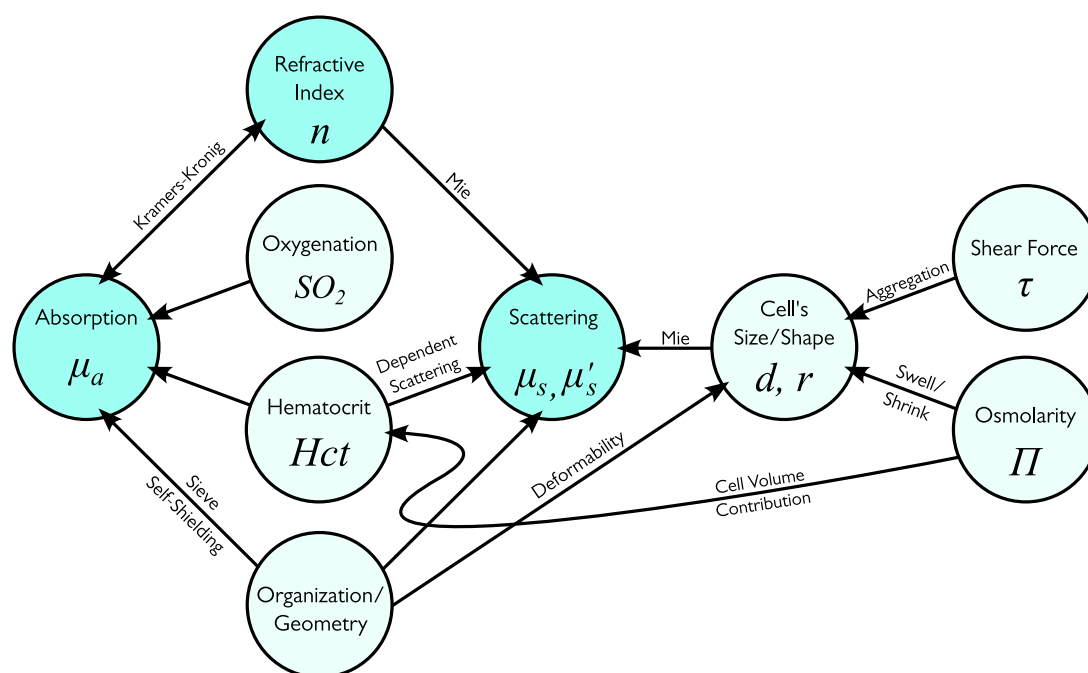 Refractive
Index
n
Kramers-Kronig
Mie
Oxygenation
SO₂
Shear Force
τ
Aggregation
Absorption
μₐ
Scattering
μₛ, μₛ'
Mie
Cell's
Size/Shape
d, r
Dependent
Scattering
Swell/
Shrink
Hematocrit
Hct
Osmolarity
Π
Deformability
Sieve
Self-Shielding
Cell Volume
Contribution
Organization/
Geometry